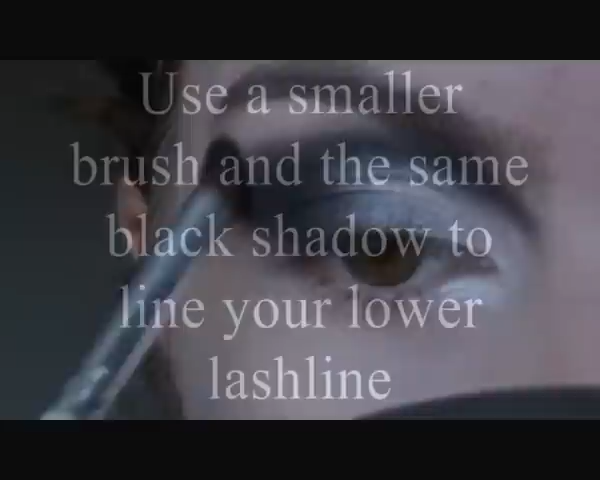 Use a smaller
brush and the same
black shadow to
line your lower
lashline